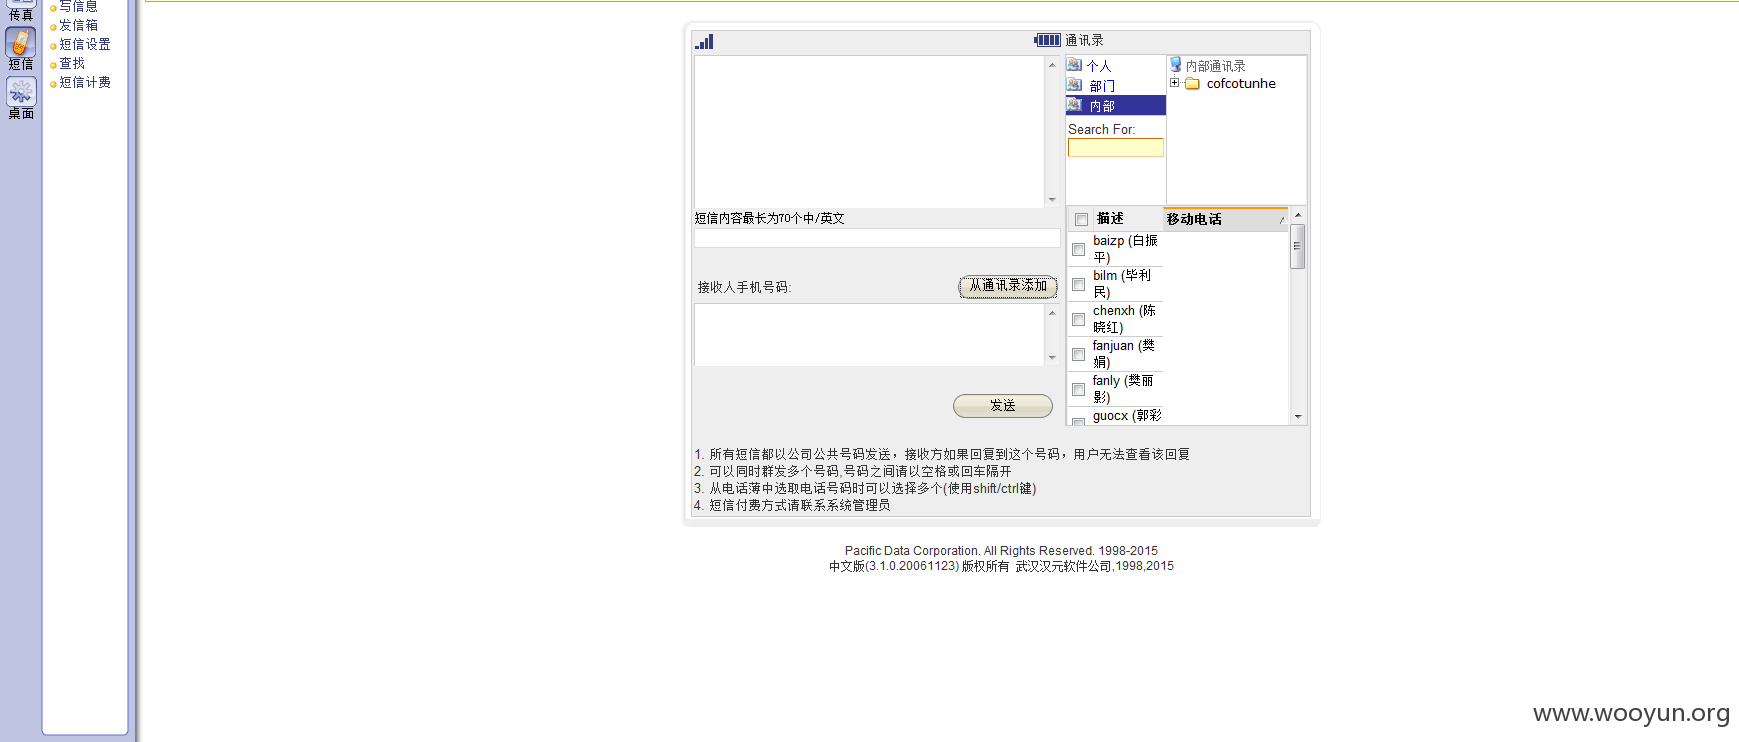 传真
短信
桌面
写信息
发信箱
短信设置
查找
短信计费
通讯录
个人
部门
内部
Search For:
内部通讯录
cofcotunhe
短信内容最长为70个中/英文
接收人手机号码:
从通讯录添加
发送
描述 移动电话
baizp (白振
平)
bilm (毕利
民)
chenxh (陈
晓红)
fanjuan (樊
娟)
fanly (樊丽
影)
guocx (郭彩
1. 所有短信都以公司公共号码发送，接收方如果回复到这个号码，用户无法查看该回复
2. 可以同时群发多个号码,号码之间请以空格或回车隔开
3. 从电话薄中选取电话号码时可以选择多个(使用shift/ctrl键)
4. 短信付费方式请联系系统管理员
Pacific Data Corporation. All Rights Reserved. 1998-2015
中文版(3.1.0.20061123) 版权所有 武汉汉元软件公司,1998,2015
www.wooyun.org